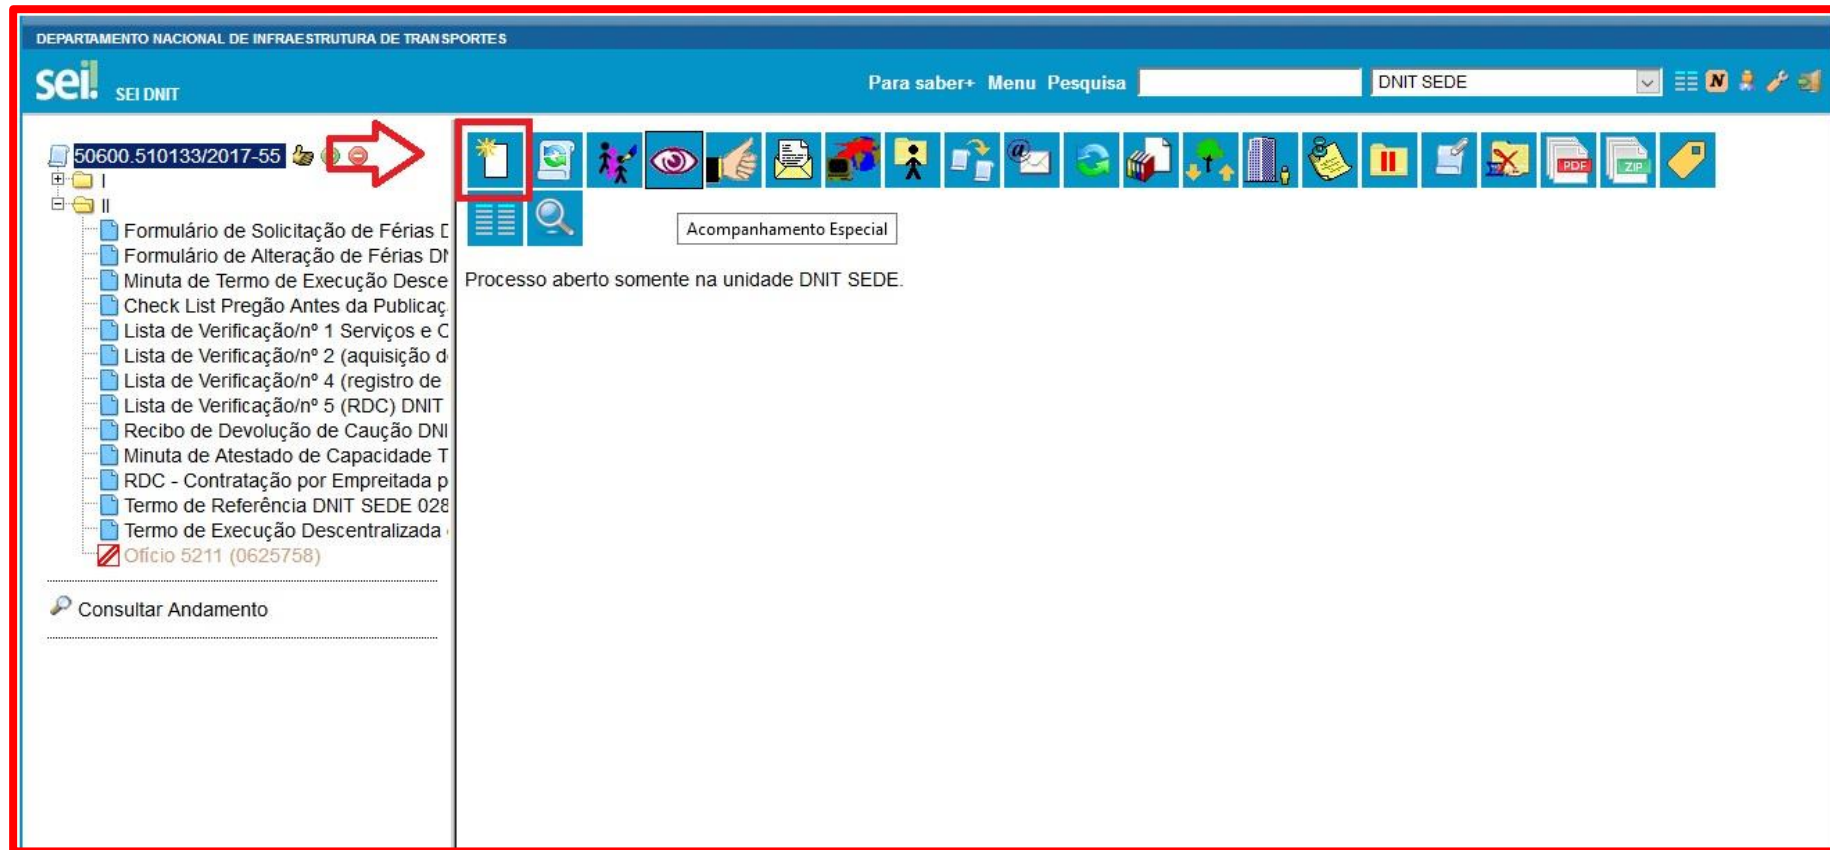 DEPARTAMENTO NACIONAL DE INFRAESTRUTURA DE TRANSPORTES
sei! SEI DNIT
Para saber+ Menu Pesquisa
DNIT SEDE
N
50600.510133/2017-55
I
II
Formulário de Solicitação de Férias D
Formulário de Alteração de Férias DN
Minuta de Termo de Execução Desce
Check List Pregão Antes da Publicaç
Lista de Verificação/nº 1 Serviços e C
Lista de Verificação/nº 2 (aquisição d
Lista de Verificação/nº 4 (registro de
Lista de Verificação/nº 5 (RDC) DNIT
Recibo de Devolução de Caução DNI
Minuta de Atestado de Capacidade T
RDC - Contratação por Empreitada p
Termo de Referência DNIT SEDE 028
Termo de Execução Descentralizada
Ofício 5211 (0625758)
Consultar Andamento
@
PDF
ZIP
Acompanhamento Especial
Processo aberto somente na unidade DNIT SEDE.